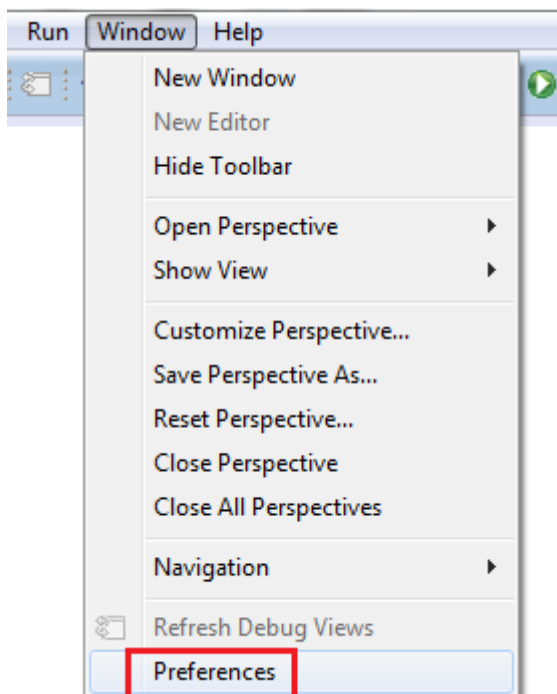 Run Window Help
New Window
New Editor
Hide Toolbar
Open Perspective
Show View
Customize Perspective...
Save Perspective As...
Reset Perspective...
Close Perspective
Close All Perspectives
Navigation
Refresh Debug Views
Preferences